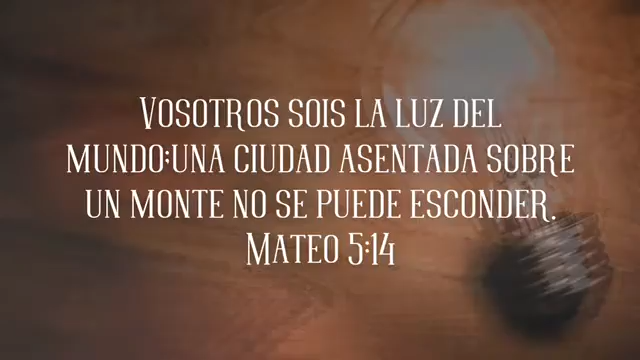 Vosotros sois la luz del
mundo;una ciudad asentada sobre
un monte no se puede esconder.
Mateo 5:14